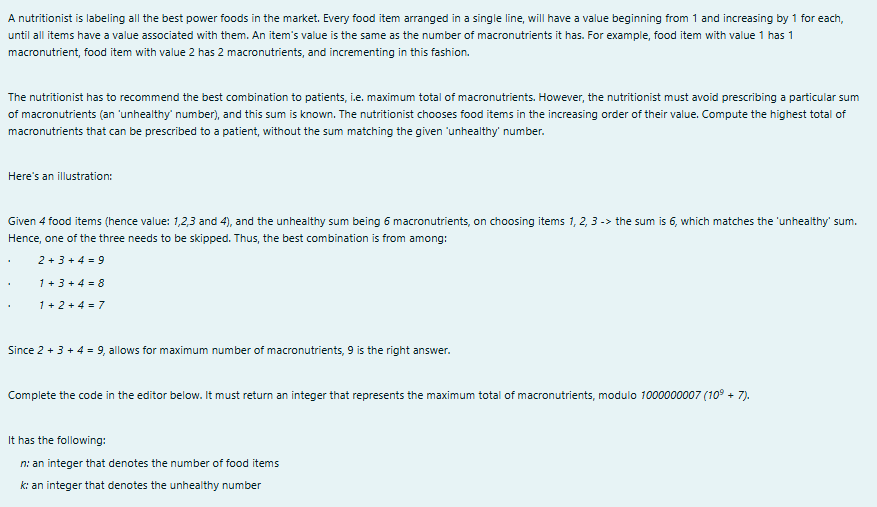 A nutritionist is labeling all the best power foods in the market. Every food item arranged in a single line, will have a value beginning from 1 and increasing by 1 for each,
until all items have a value associated with them. An item's value is the same as the number of macronutrients it has. For example, food item with value 1 has 1
macronutrient, food item with value 2 has 2 macronutrients, and incrementing in this fashion.
The nutritionist has to recommend the best combination to patients, i.e. maximum total of macronutrients. However, the nutritionist must avoid prescribing a particular sum
of macronutrients (an 'unhealthy' number), and this sum is known. The nutritionist chooses food items in the increasing order of their value. Compute the highest total of
macronutrients that can be prescribed to a patient, without the sum matching the given 'unhealthy' number.
Here's an illustration:
Given 4 food items (hence value: 1,2,3 and 4), and the unhealthy sum being 6 macronutrients, on choosing items 1, 2, 3 -> the sum is 6, which matches the 'unhealthy' sum.
Hence, one of the three needs to be skipped. Thus, the best combination is from among:
· 2 + 3 + 4 = 9
· 1 + 3 + 4 = 8
· 1 + 2 + 4 = 7
Since 2 + 3 + 4 = 9, allows for maximum number of macronutrients, 9 is the right answer.
Complete the code in the editor below. It must return an integer that represents the maximum total of macronutrients, modulo 1000000007 (10⁹ + 7).
It has the following:
n: an integer that denotes the number of food items
k: an integer that denotes the unhealthy number